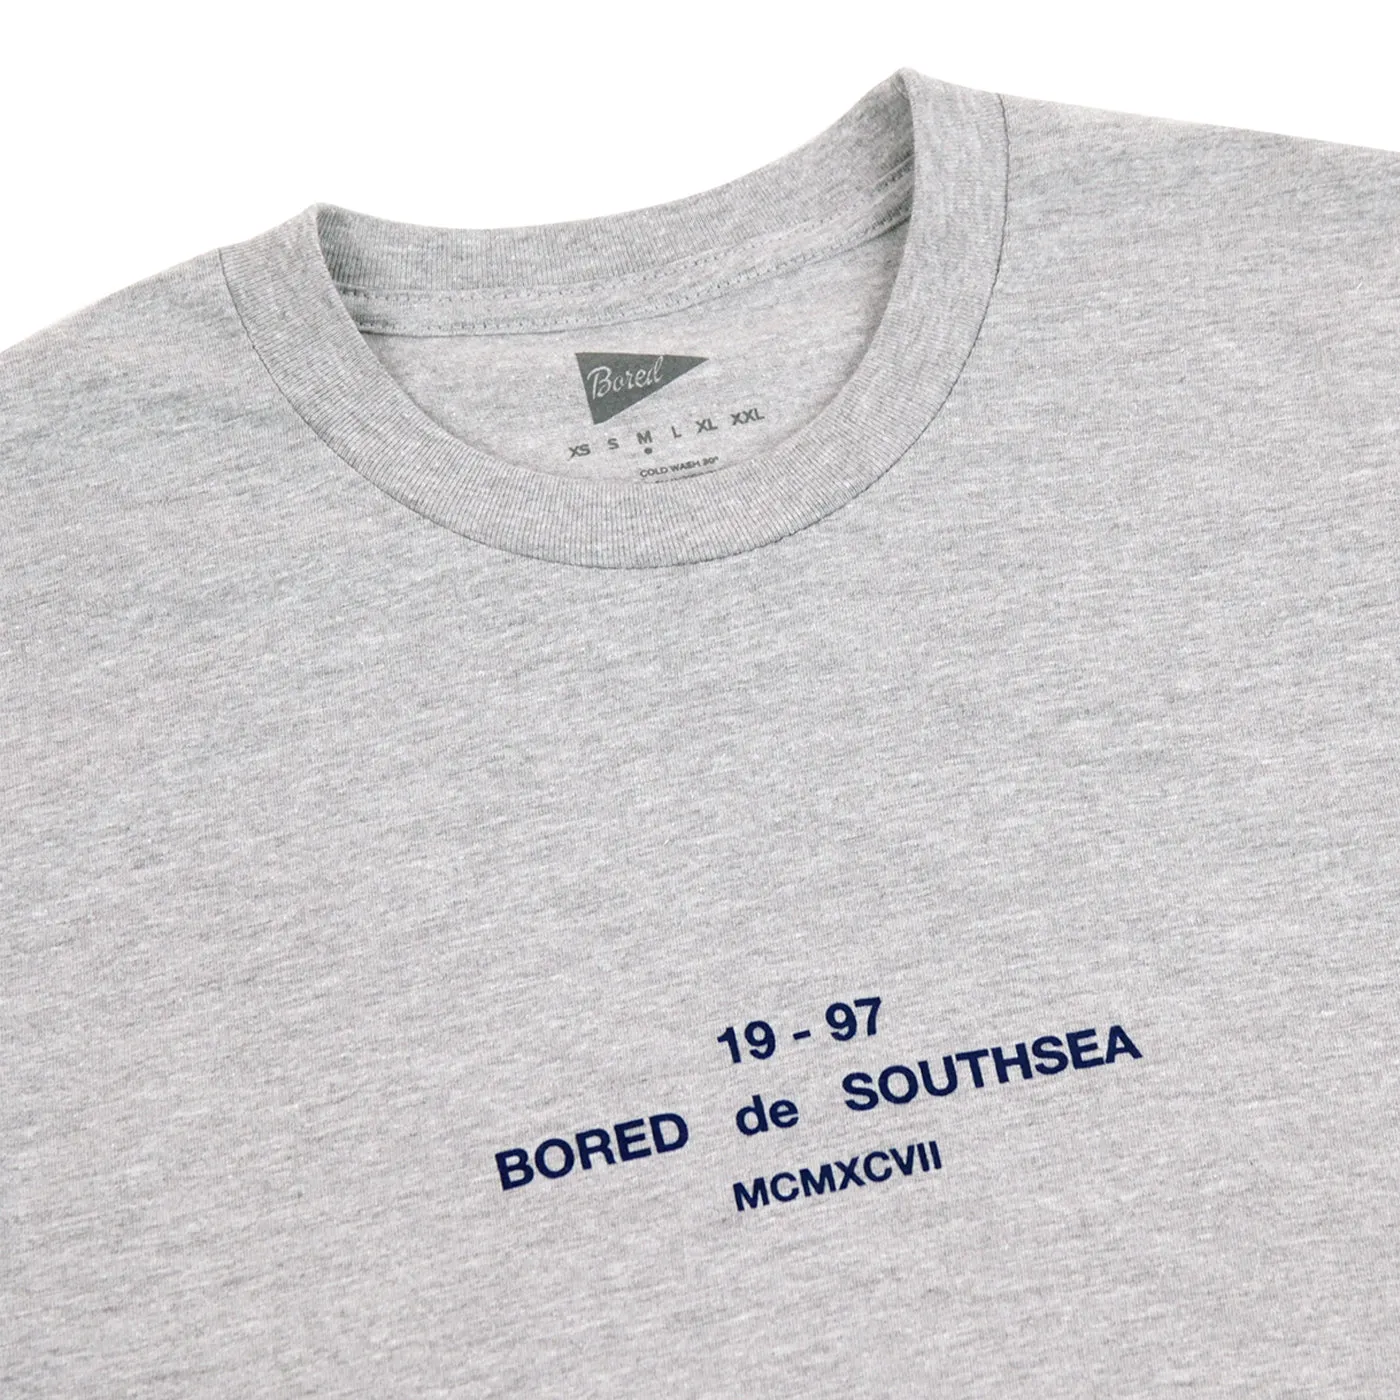 Bored
XS S M L XL XXL
COLD WASH 30°
19 - 97
BORED de SOUTHSEA
MCMXCVII